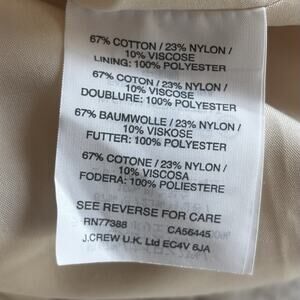 67% COTTON / 23% NYLON /
10% VISCOSE
LINING: 100% POLYESTER
67% COTON / 23% NYLON /
10% VISCOSE
DOUBLURE: 100% POLYESTER
67% BAUMWOLLE / 23% NYLON /
10% VISKOSE
FUTTER: 100% POLYESTER
67% COTONE / 23% NYLON /
10% VISCOSA
FODERA: 100% POLIESTERE
SEE REVERSE FOR CARE
RN77388 CA56445
J.CREW U.K. Ltd EC4V 6JA